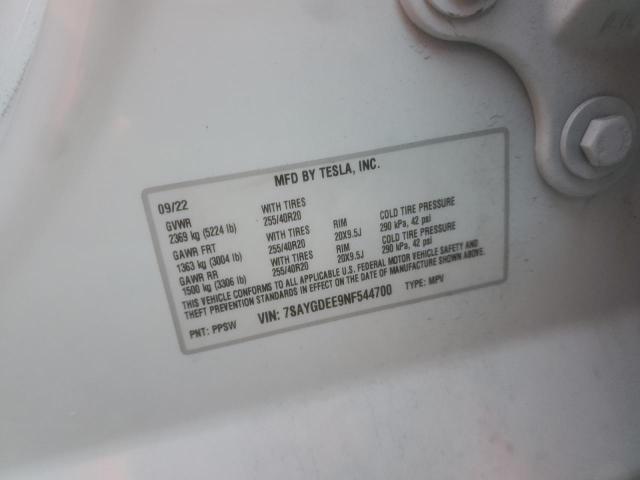 MFD BY TESLA, INC.
09/22
GVWR WITH TIRES
2369 kg (5224 lb) 255/40R20 RIM COLD TIRE PRESSURE
GAWR FRT WITH TIRES 20X9.5J 290 kPa, 42 psi
1363 kg (3004 lb) 255/40R20 RIM COLD TIRE PRESSURE
GAWR RR WITH TIRES 20X9.5J 290 kPa, 42 psi
1500 kg (3306 lb) 255/40R20
THIS VEHICLE CONFORMS TO ALL APPLICABLE U.S. FEDERAL MOTOR VEHICLE SAFETY AND
THEFT PREVENTION STANDARDS IN EFFECT ON THE DATE OF MANUFACTURE SHOWN ABOVE.
PNT: PPSW VIN: 7SAYGDEE9NF544700 TYPE: MPV